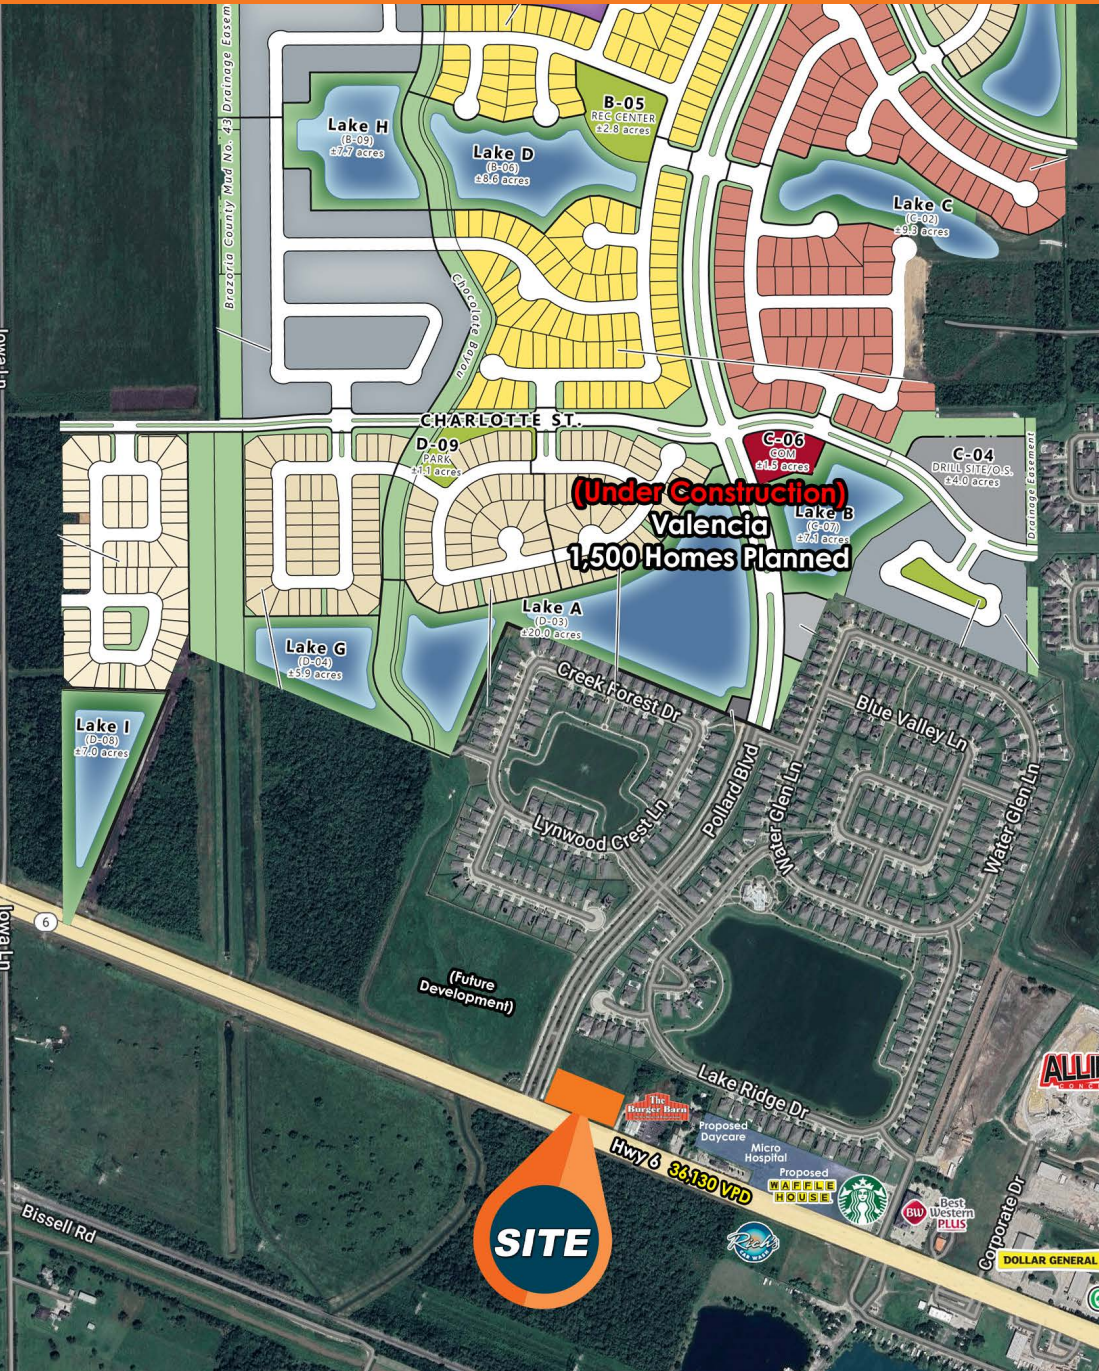 Brazoria County Mud No. 43 Drainage Easem
B-05
REC CENTER
±2.8 acres
Lake H
(B-09)
±7.7 acres
Lake D
(B-06)
±8.6 acres
Lake C
(C-02)
±9.3 acres
Chocolate Bayou
Iowa Ln
CHARLOTTE ST.
D-09
PARK
±1.1 acres
C-06
COM
±1.5 acres
C-04
DRILL SITE/O.S.
±4.0 acres
Drainage Easement
(Under Construction)
Valencia
1,500 Homes Planned
Lake B
(C-07)
±7.1 acres
Lake A
(D-03)
±20.0 acres
Lake G
(D-04)
±5.9 acres
Lake I
(D-08)
±7.0 acres
Creek Forest Dr
Blue Valley Ln
Pollard Blvd
Water Glen Ln
Water Glen Ln
Lynwood Crest Ln
6
Iowa Ln
(Future
Development)
Lake Ridge Dr
The
Burger Barn
Proposed
Daycare
Micro
Hospital
Proposed
WAFFLE
HOUSE
Hwy 6 36,130 VPD
SITE
Rich's
CAR WASH
BW
Best
Western
PLUS
Corporate Dr
DOLLAR GENERAL
Bissell Rd